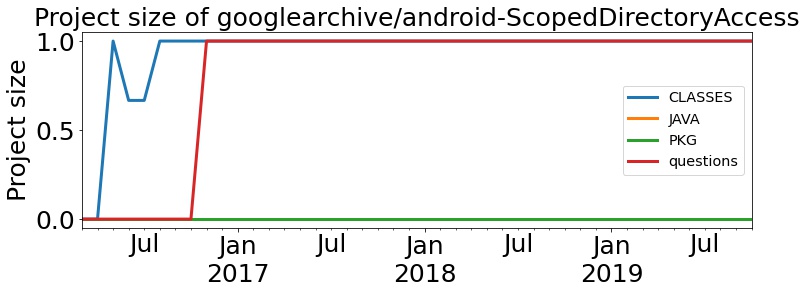 Project size of googlearchive/android-ScopedDirectoryAccess
Project size
1.0
0.5
0.0
CLASSES
JAVA
PKG
questions
Jul Jan Jul Jan Jul Jan Jul
2017 2018 2019